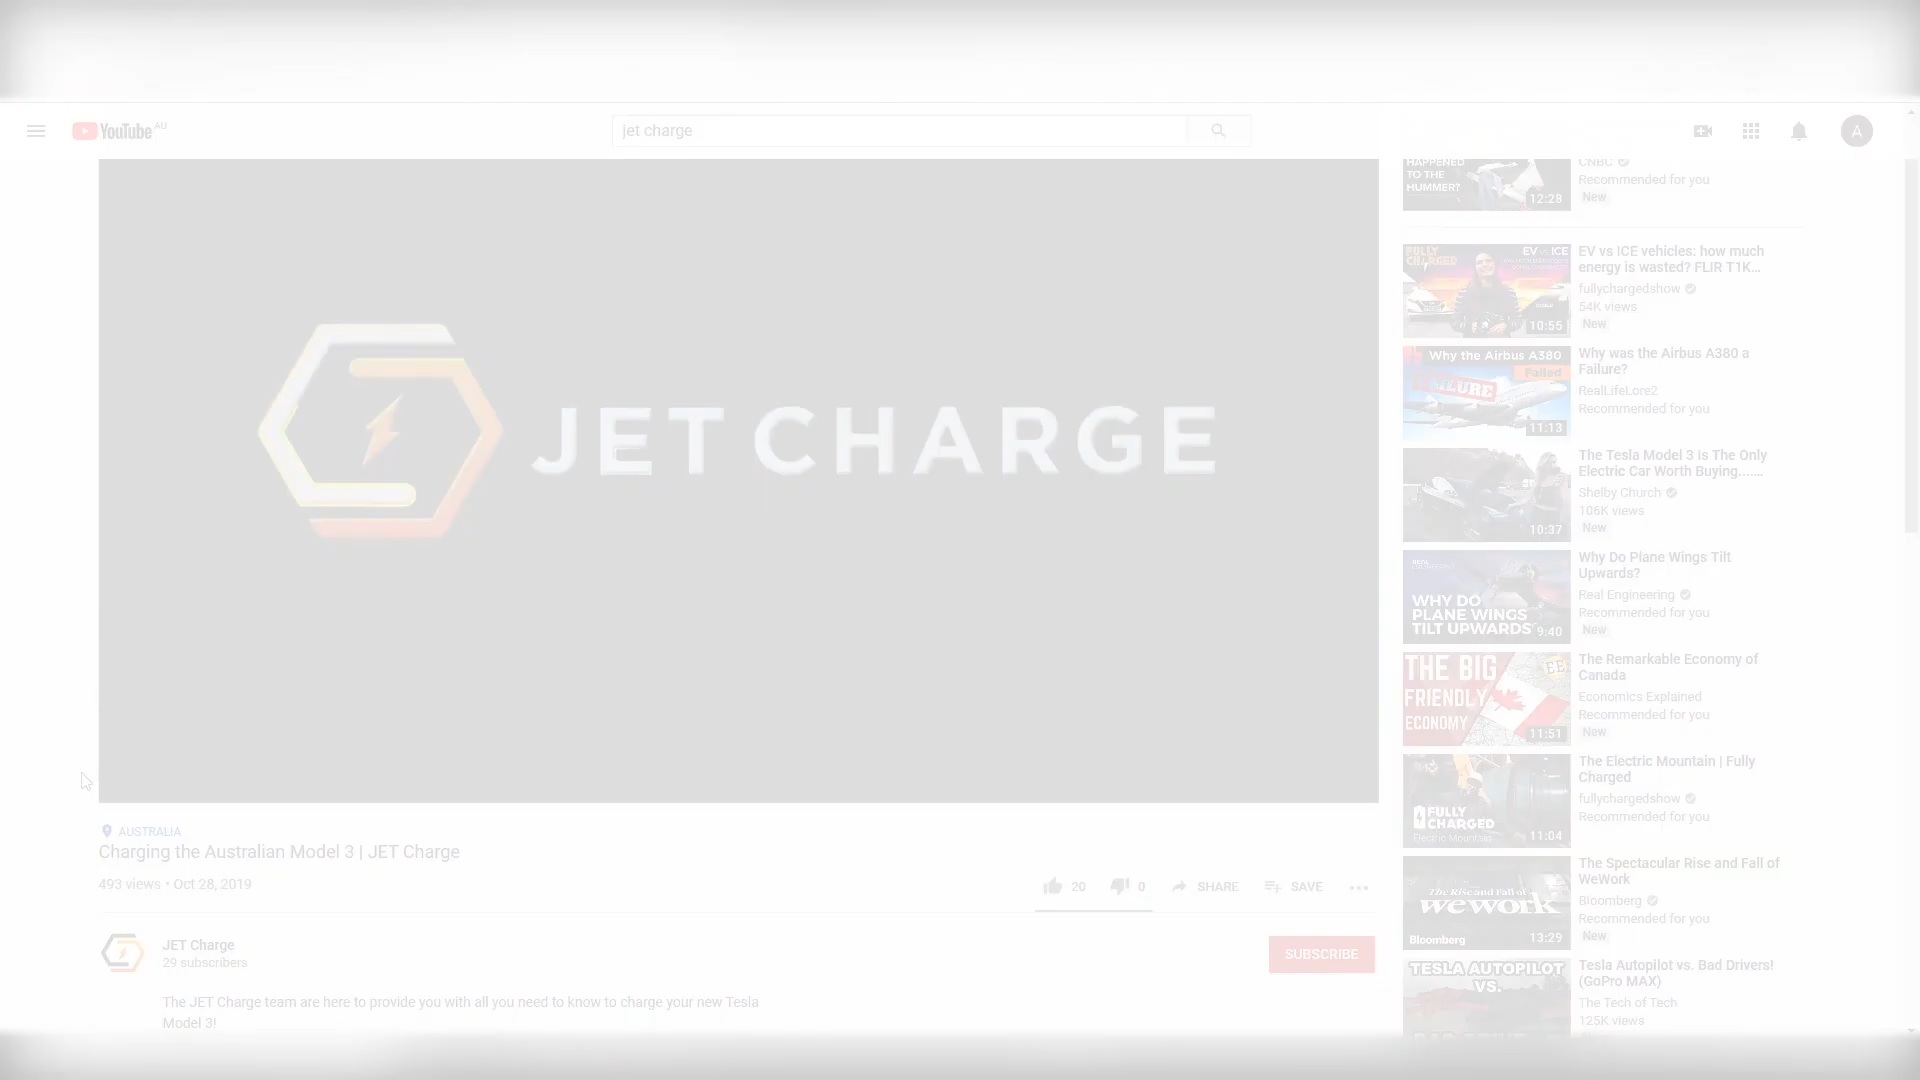 YouTube AU
jet charge
A
JET CHARGE
AUSTRALIA
Charging the Australian Model 3 | JET Charge
493 views • Oct 28, 2019
20
0
SHARE
SAVE
JET Charge
29 subscribers
SUBSCRIBE
The JET Charge team are here to provide you with all you need to know to charge your new Tesla
Model 3!
HAPPENED
TO THE
HUMMER?
12:28
CNBC
Recommended for you
New
FULLY
CHARGED
EV vs ICE
10:55
EV vs ICE vehicles: how much
energy is wasted? FLIR T1K...
fullychargedshow
54K views
New
Why the Airbus A380
Failed
FAILURE
11:13
Why was the Airbus A380 a
Failure?
RealLifeLore2
Recommended for you
10:37
The Tesla Model 3 Is The Only
Electric Car Worth Buying......
Shelby Church
106K views
New
REAL
ENGINEERING
WHY DO
PLANE WINGS
TILT UPWARDS?
9:40
Why Do Plane Wings Tilt
Upwards?
Real Engineering
Recommended for you
New
THE BIG
FRIENDLY
ECONOMY
EE
11:51
The Remarkable Economy of
Canada
Economics Explained
Recommended for you
New
FULLY
CHARGED
Electric Mountain
11:04
The Electric Mountain | Fully
Charged
fullychargedshow
Recommended for you
The Rise and Fall of
wework
Bloomberg
13:29
The Spectacular Rise and Fall of
WeWork
Bloomberg
Recommended for you
New
TESLA AUTOPILOT
VS.
Tesla Autopilot vs. Bad Drivers!
(GoPro MAX)
The Tech of Tech
125K views